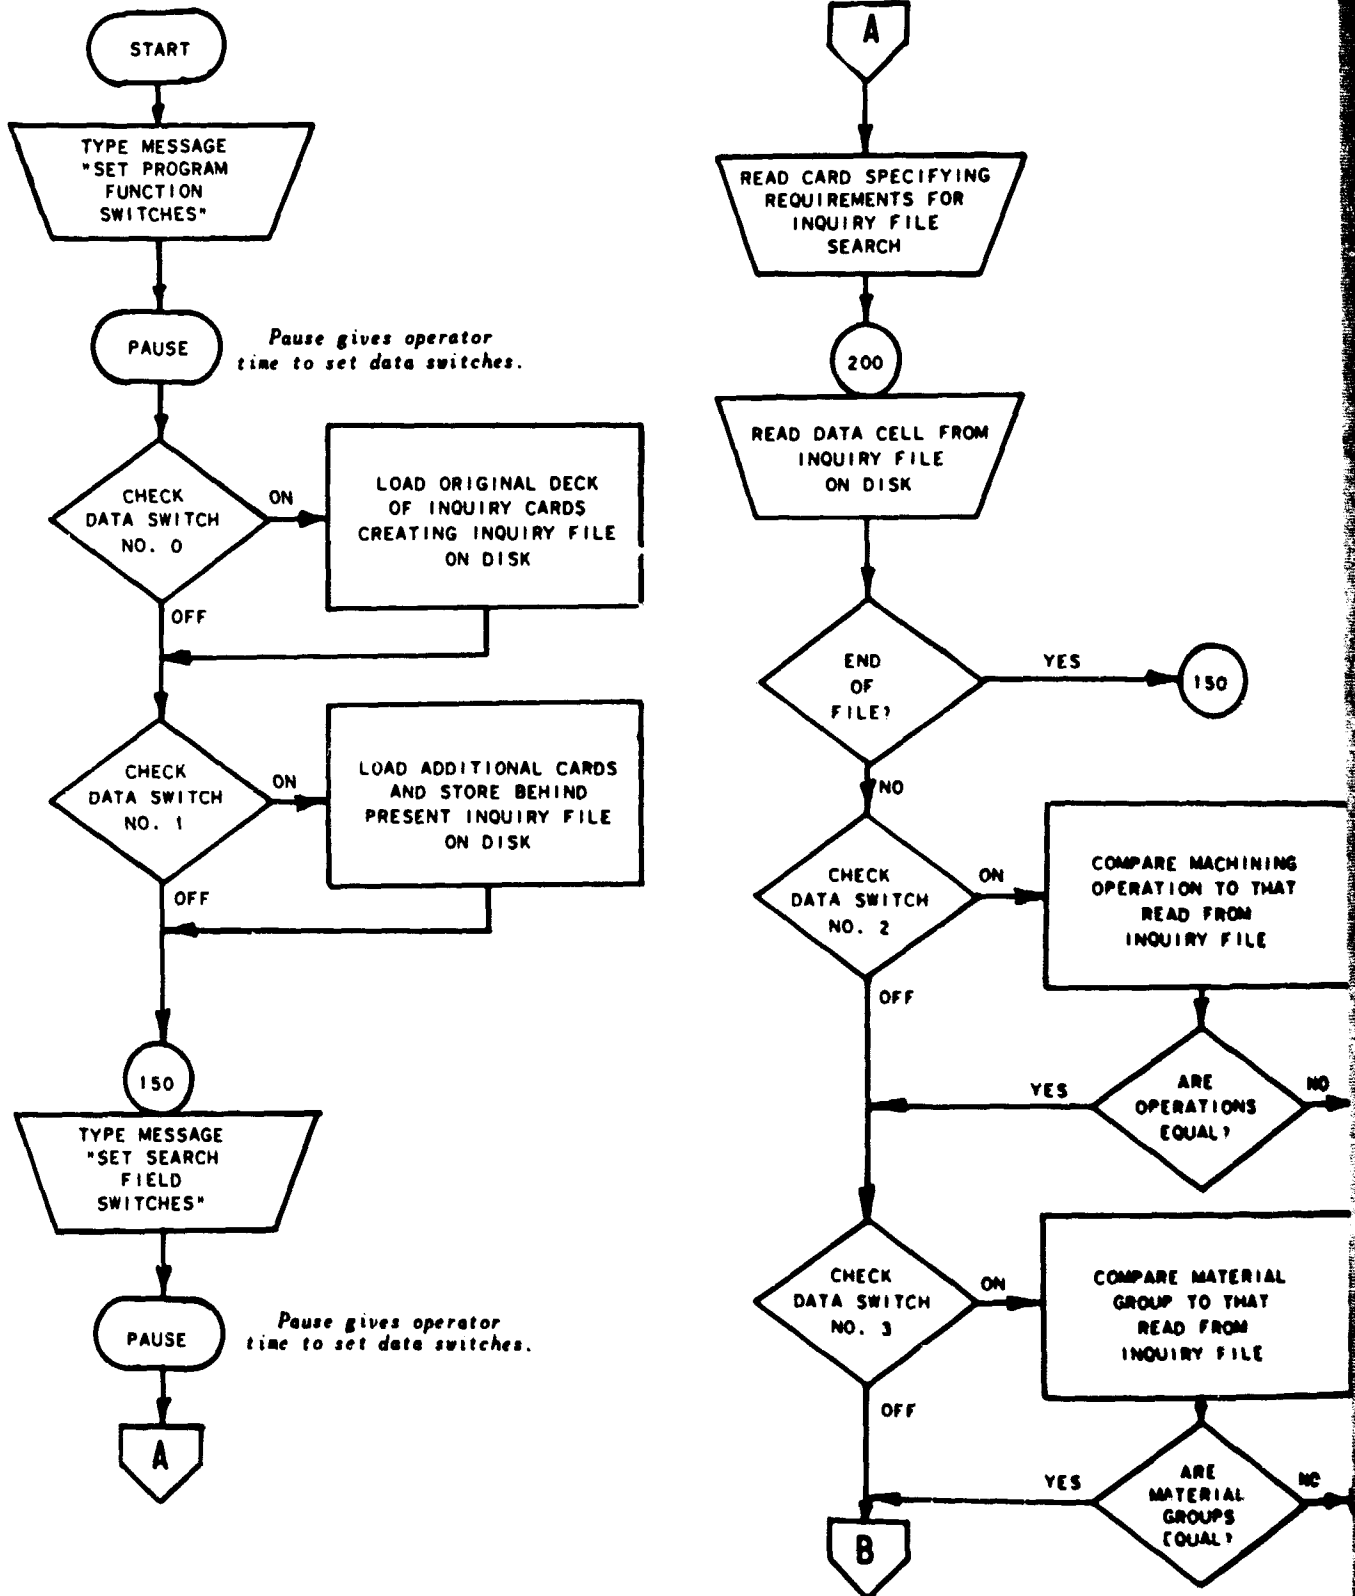 START
TYPE MESSAGE
"SET PROGRAM
FUNCTION
SWITCHES"
PAUSE
Pause gives operator
time to set data switches.
CHECK
DATA SWITCH
NO. 0
ON
LOAD ORIGINAL DECK
OF INQUIRY CARDS
CREATING INQUIRY FILE
ON DISK
OFF
CHECK
DATA SWITCH
NO. 1
ON
LOAD ADDITIONAL CARDS
AND STORE BEHIND
PRESENT INQUIRY FILE
ON DISK
OFF
150
TYPE MESSAGE
"SET SEARCH
FIELD
SWITCHES"
PAUSE
Pause gives operator
time to set data switches.
A
A
READ CARD SPECIFYING
REQUIREMENTS FOR
INQUIRY FILE
SEARCH
200
READ DATA CELL FROM
INQUIRY FILE
ON DISK
END
OF
FILE?
YES
150
NO
CHECK
DATA SWITCH
NO. 2
ON
COMPARE MACHINING
OPERATION TO THAT
READ FROM
INQUIRY FILE
OFF
ARE
OPERATIONS
EQUAL?
YES
NO
CHECK
DATA SWITCH
NO. 3
ON
COMPARE MATERIAL
GROUP TO THAT
READ FROM
INQUIRY FILE
OFF
ARE
MATERIAL
GROUPS
EQUAL?
YES
NO
B